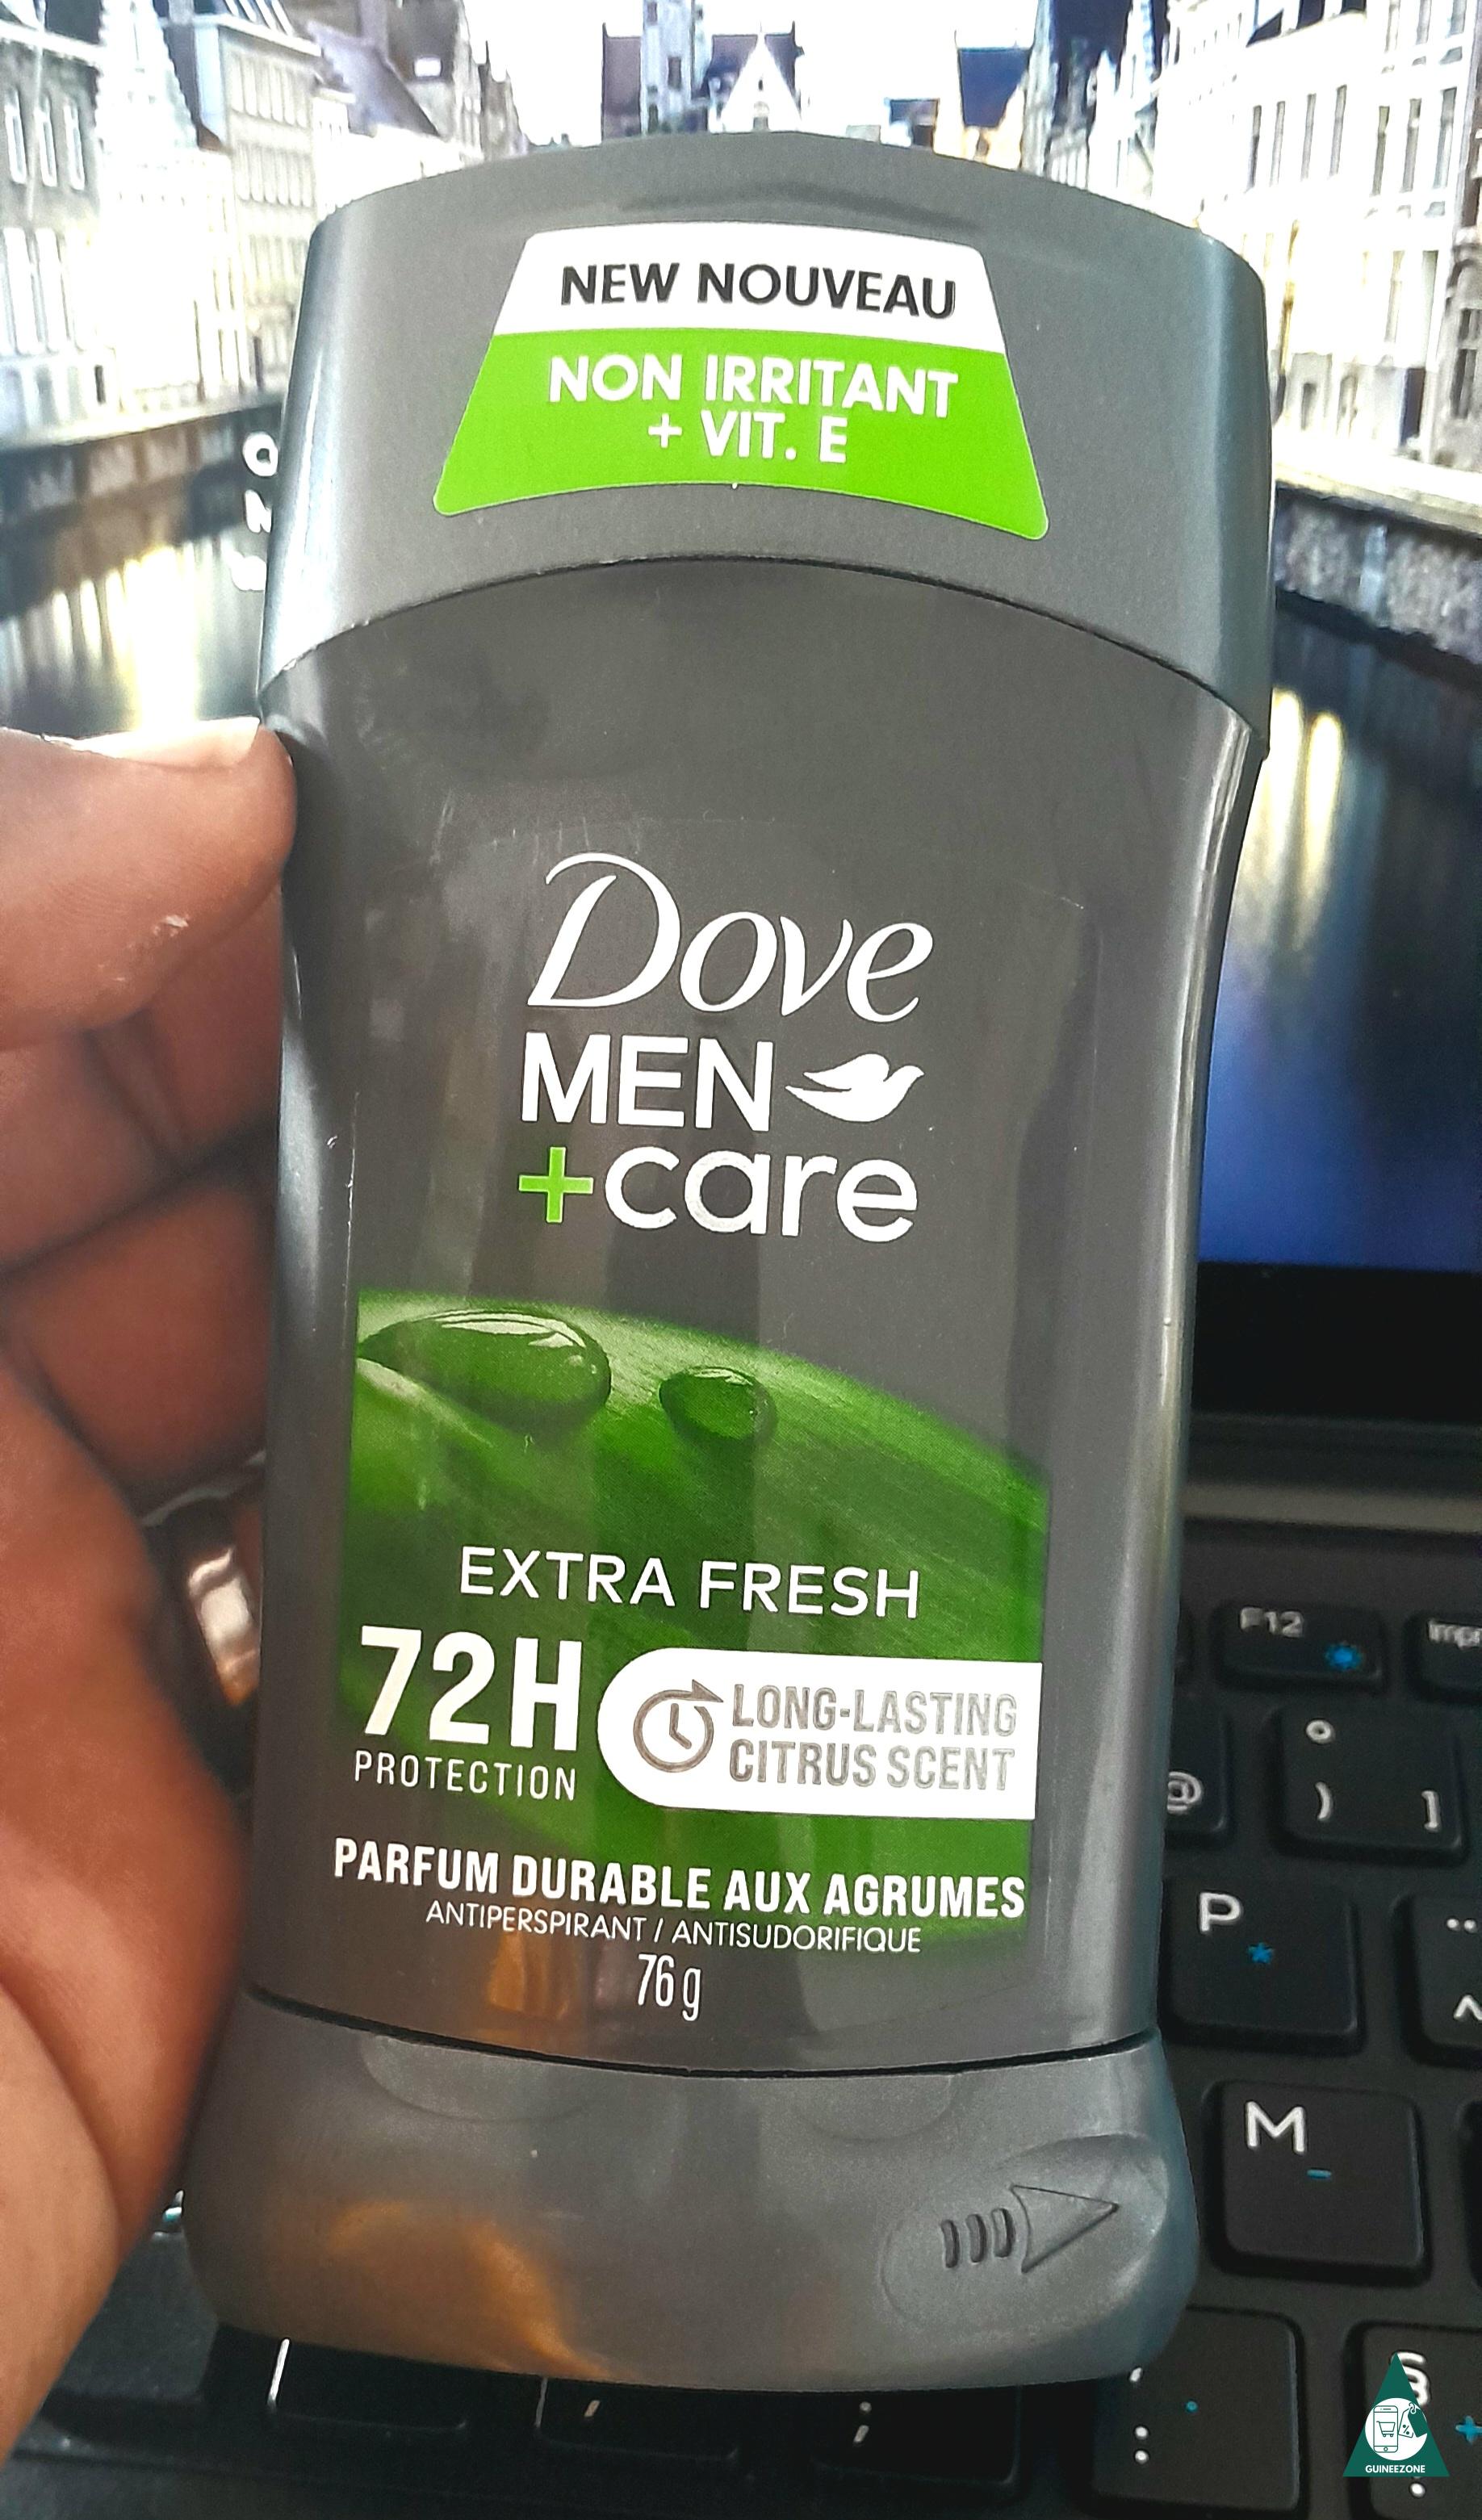 NEW NOUVEAU
NON IRRITANT
+ VIT. E
Dove
MEN
+care
EXTRA FRESH
72H
PROTECTION
LONG-LASTING
CITRUS SCENT
PARFUM DURABLE AUX AGRUMES
ANTIPERSPIRANT / ANTISUDORIFIQUE
76 g
F12
Impr
@
°
) ]
P
*
¨
^
M
-
;
:
§
GUINEEZONE